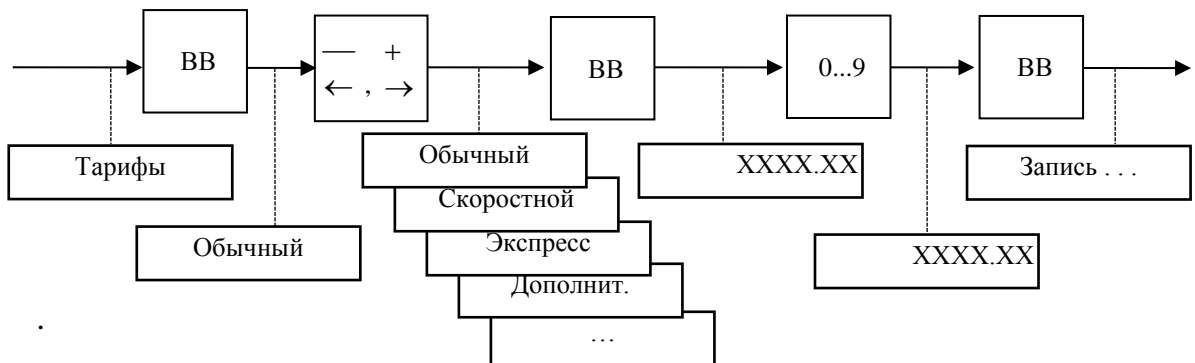 ВВ
— +
← , →
ВВ
0...9
ВВ
Тарифы
Обычный
Обычный
Скоростной
Экспресс
Дополнит.
...
XXXX.XX
XXXX.XX
Запись . . .
.